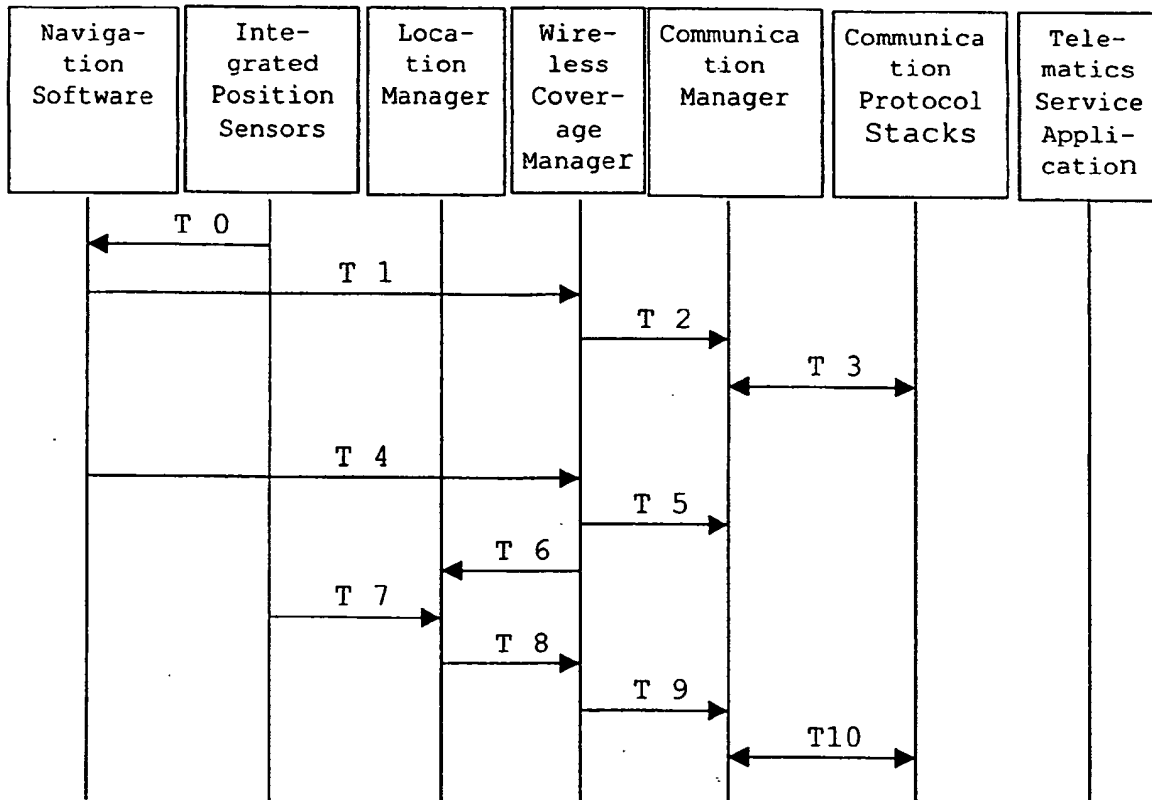 Naviga-
tion
Software
Inte-
grated
Position
Sensors
Loca-
tion
Manager
Wire-
less
Cover-
age
Manager
Communica
tion
Manager
Communica
tion
Protocol
Stacks
Tele-
matics
Service
Appli-
cation
T 0
T 1
T 2
T 3
T 4
T 5
T 6
T 7
T 8
T 9
T10